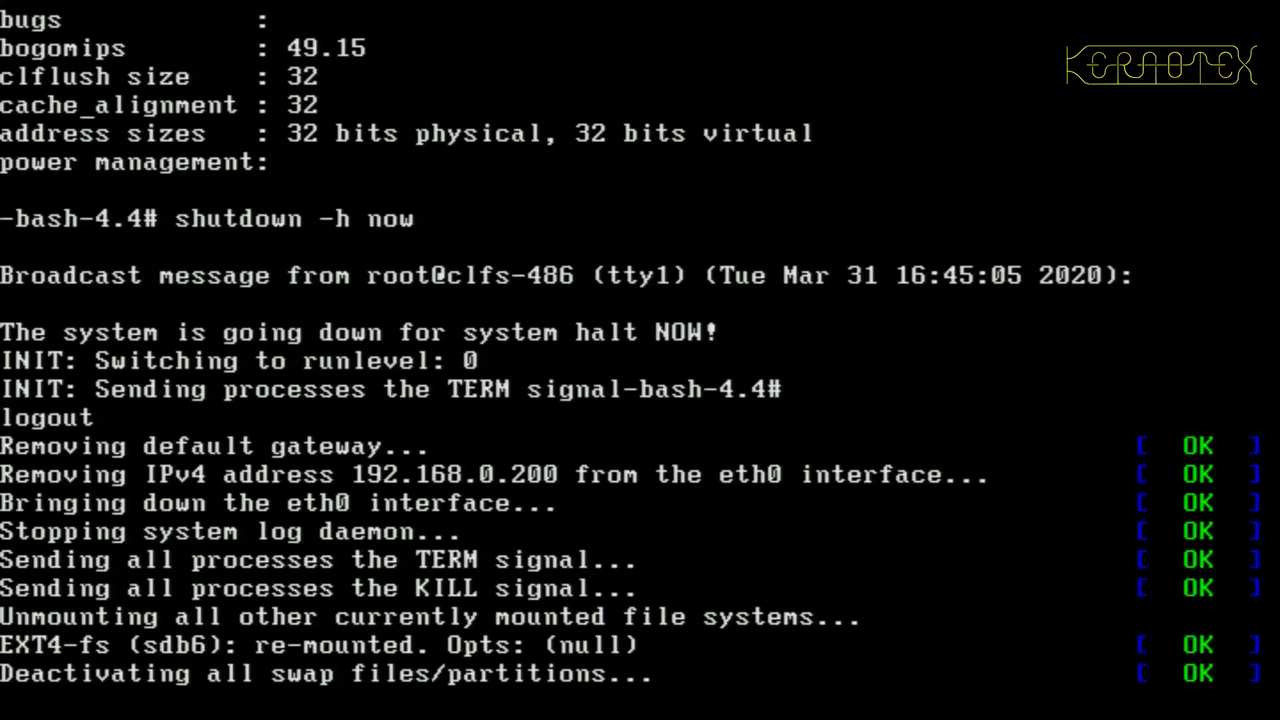 bugs            :
bogomips        : 49.15
clflush size    : 32
cache_alignment : 32
address sizes   : 32 bits physical, 32 bits virtual
power management:
KERAOTEX
-bash-4.4# shutdown -h now
Broadcast message from root@clfs-486 (tty1) (Tue Mar 31 16:45:05 2020):
The system is going down for system halt NOW!
INIT: Switching to runlevel: 0
INIT: Sending processes the TERM signal-bash-4.4#
logout
Removing default gateway... [ OK ]
Removing IPv4 address 192.168.0.200 from the eth0 interface... [ OK ]
Bringing down the eth0 interface... [ OK ]
Stopping system log daemon... [ OK ]
Sending all processes the TERM signal... [ OK ]
Sending all processes the KILL signal... [ OK ]
Unmounting all other currently mounted file systems...
EXT4-fs (sdb6): re-mounted. Opts: (null) [ OK ]
Deactivating all swap files/partitions... [ OK ]